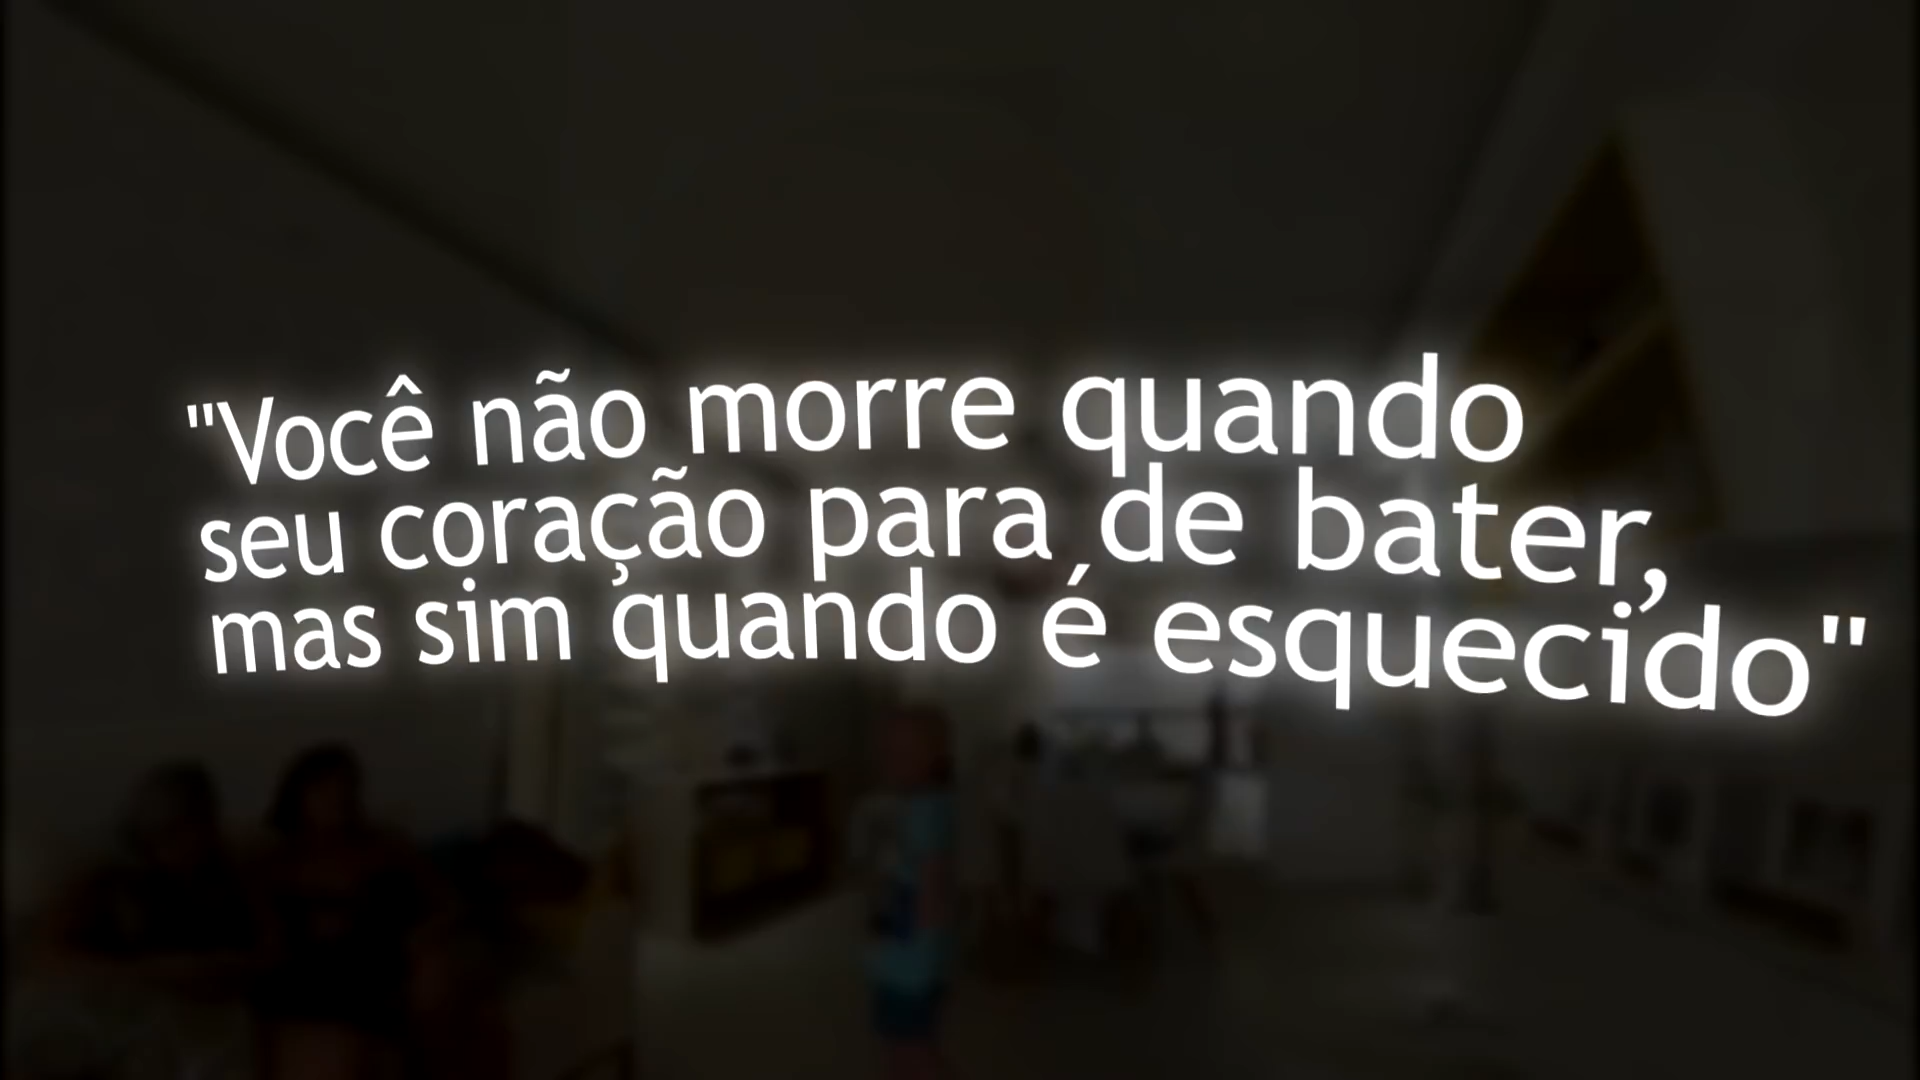 "Você não morre quando
seu coração para de bater,
mas sim quando é esquecido"